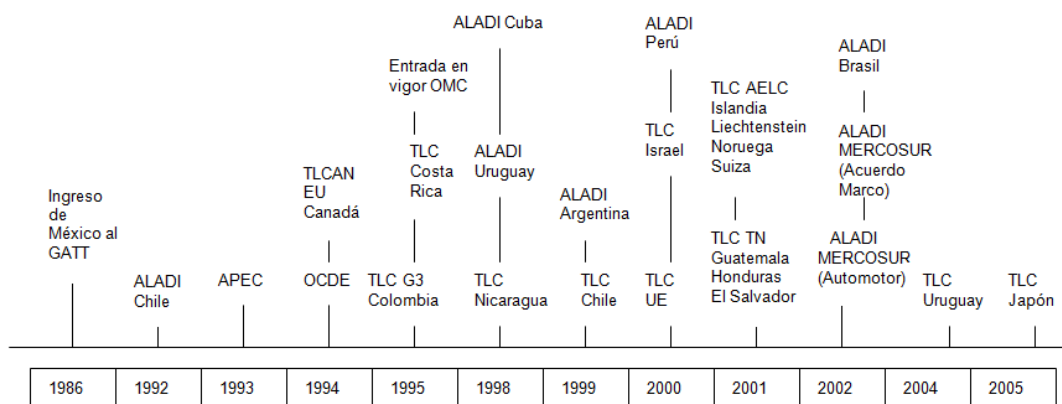 Ingreso
de
México al
GATT
ALADI
Chile
APEC
TLCAN
EU
Canadá
OCDE
Entrada en
vigor OMC
TLC
Costa
Rica
TLC G3
Colombia
ALADI Cuba
ALADI
Uruguay
TLC
Nicaragua
ALADI
Argentina
TLC
Chile
ALADI
Perú
TLC
Israel
TLC
UE
TLC AELC
Islandia
Liechtenstein
Noruega
Suiza
TLC TN
Guatemala
Honduras
El Salvador
ALADI
Brasil
ALADI
MERCOSUR
(Acuerdo
Marco)
ALADI
MERCOSUR
(Automotor)
TLC
Uruguay
TLC
Japón
1986 1992 1993 1994 1995 1998 1999 2000 2001 2002 2004 2005